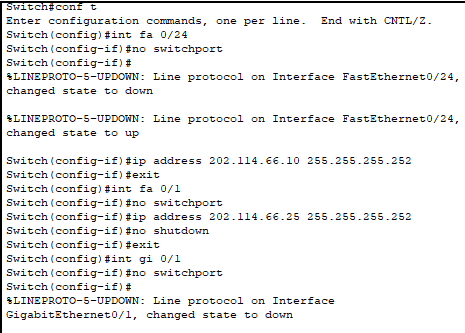 Switch#conf t
Enter configuration commands, one per line.  End with CNTL/Z.
Switch(config)#int fa 0/24
Switch(config-if)#no switchport
Switch(config-if)#
%LINEPROTO-5-UPDOWN: Line protocol on Interface FastEthernet0/24,
changed state to down
%LINEPROTO-5-UPDOWN: Line protocol on Interface FastEthernet0/24,
changed state to up
Switch(config-if)#ip address 202.114.66.10 255.255.255.252
Switch(config-if)#exit
Switch(config)#int fa 0/1
Switch(config-if)#no switchport
Switch(config-if)#ip address 202.114.66.25 255.255.255.252
Switch(config-if)#no shutdown
Switch(config-if)#exit
Switch(config)#int gi 0/1
Switch(config-if)#no switchport
Switch(config-if)#
%LINEPROTO-5-UPDOWN: Line protocol on Interface
GigabitEthernet0/1, changed state to down